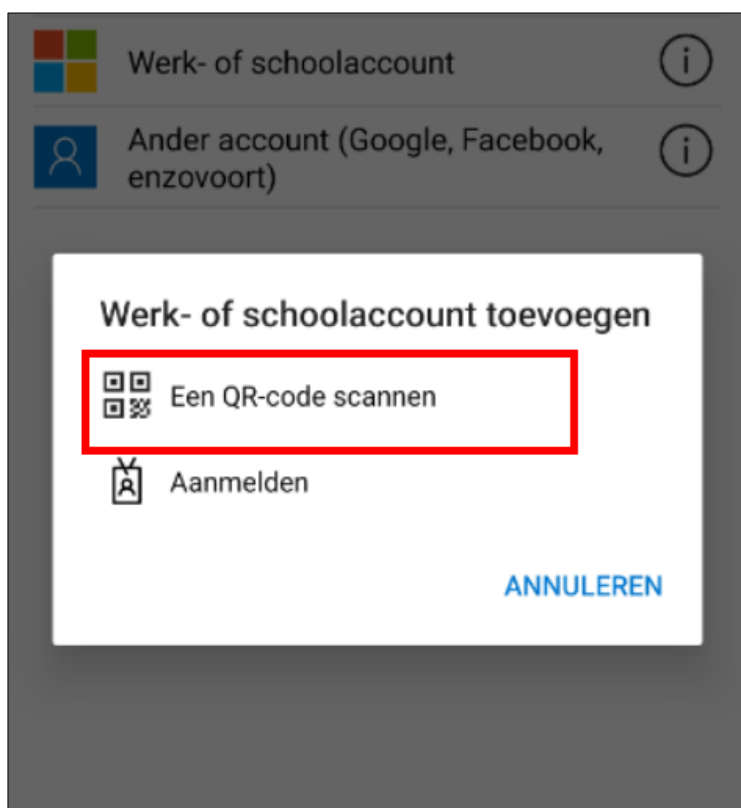 Werk- of schoolaccount
Ander account (Google, Facebook,
enzovoort)
Werk- of schoolaccount toevoegen
Een QR-code scannen
Aanmelden
ANNULEREN